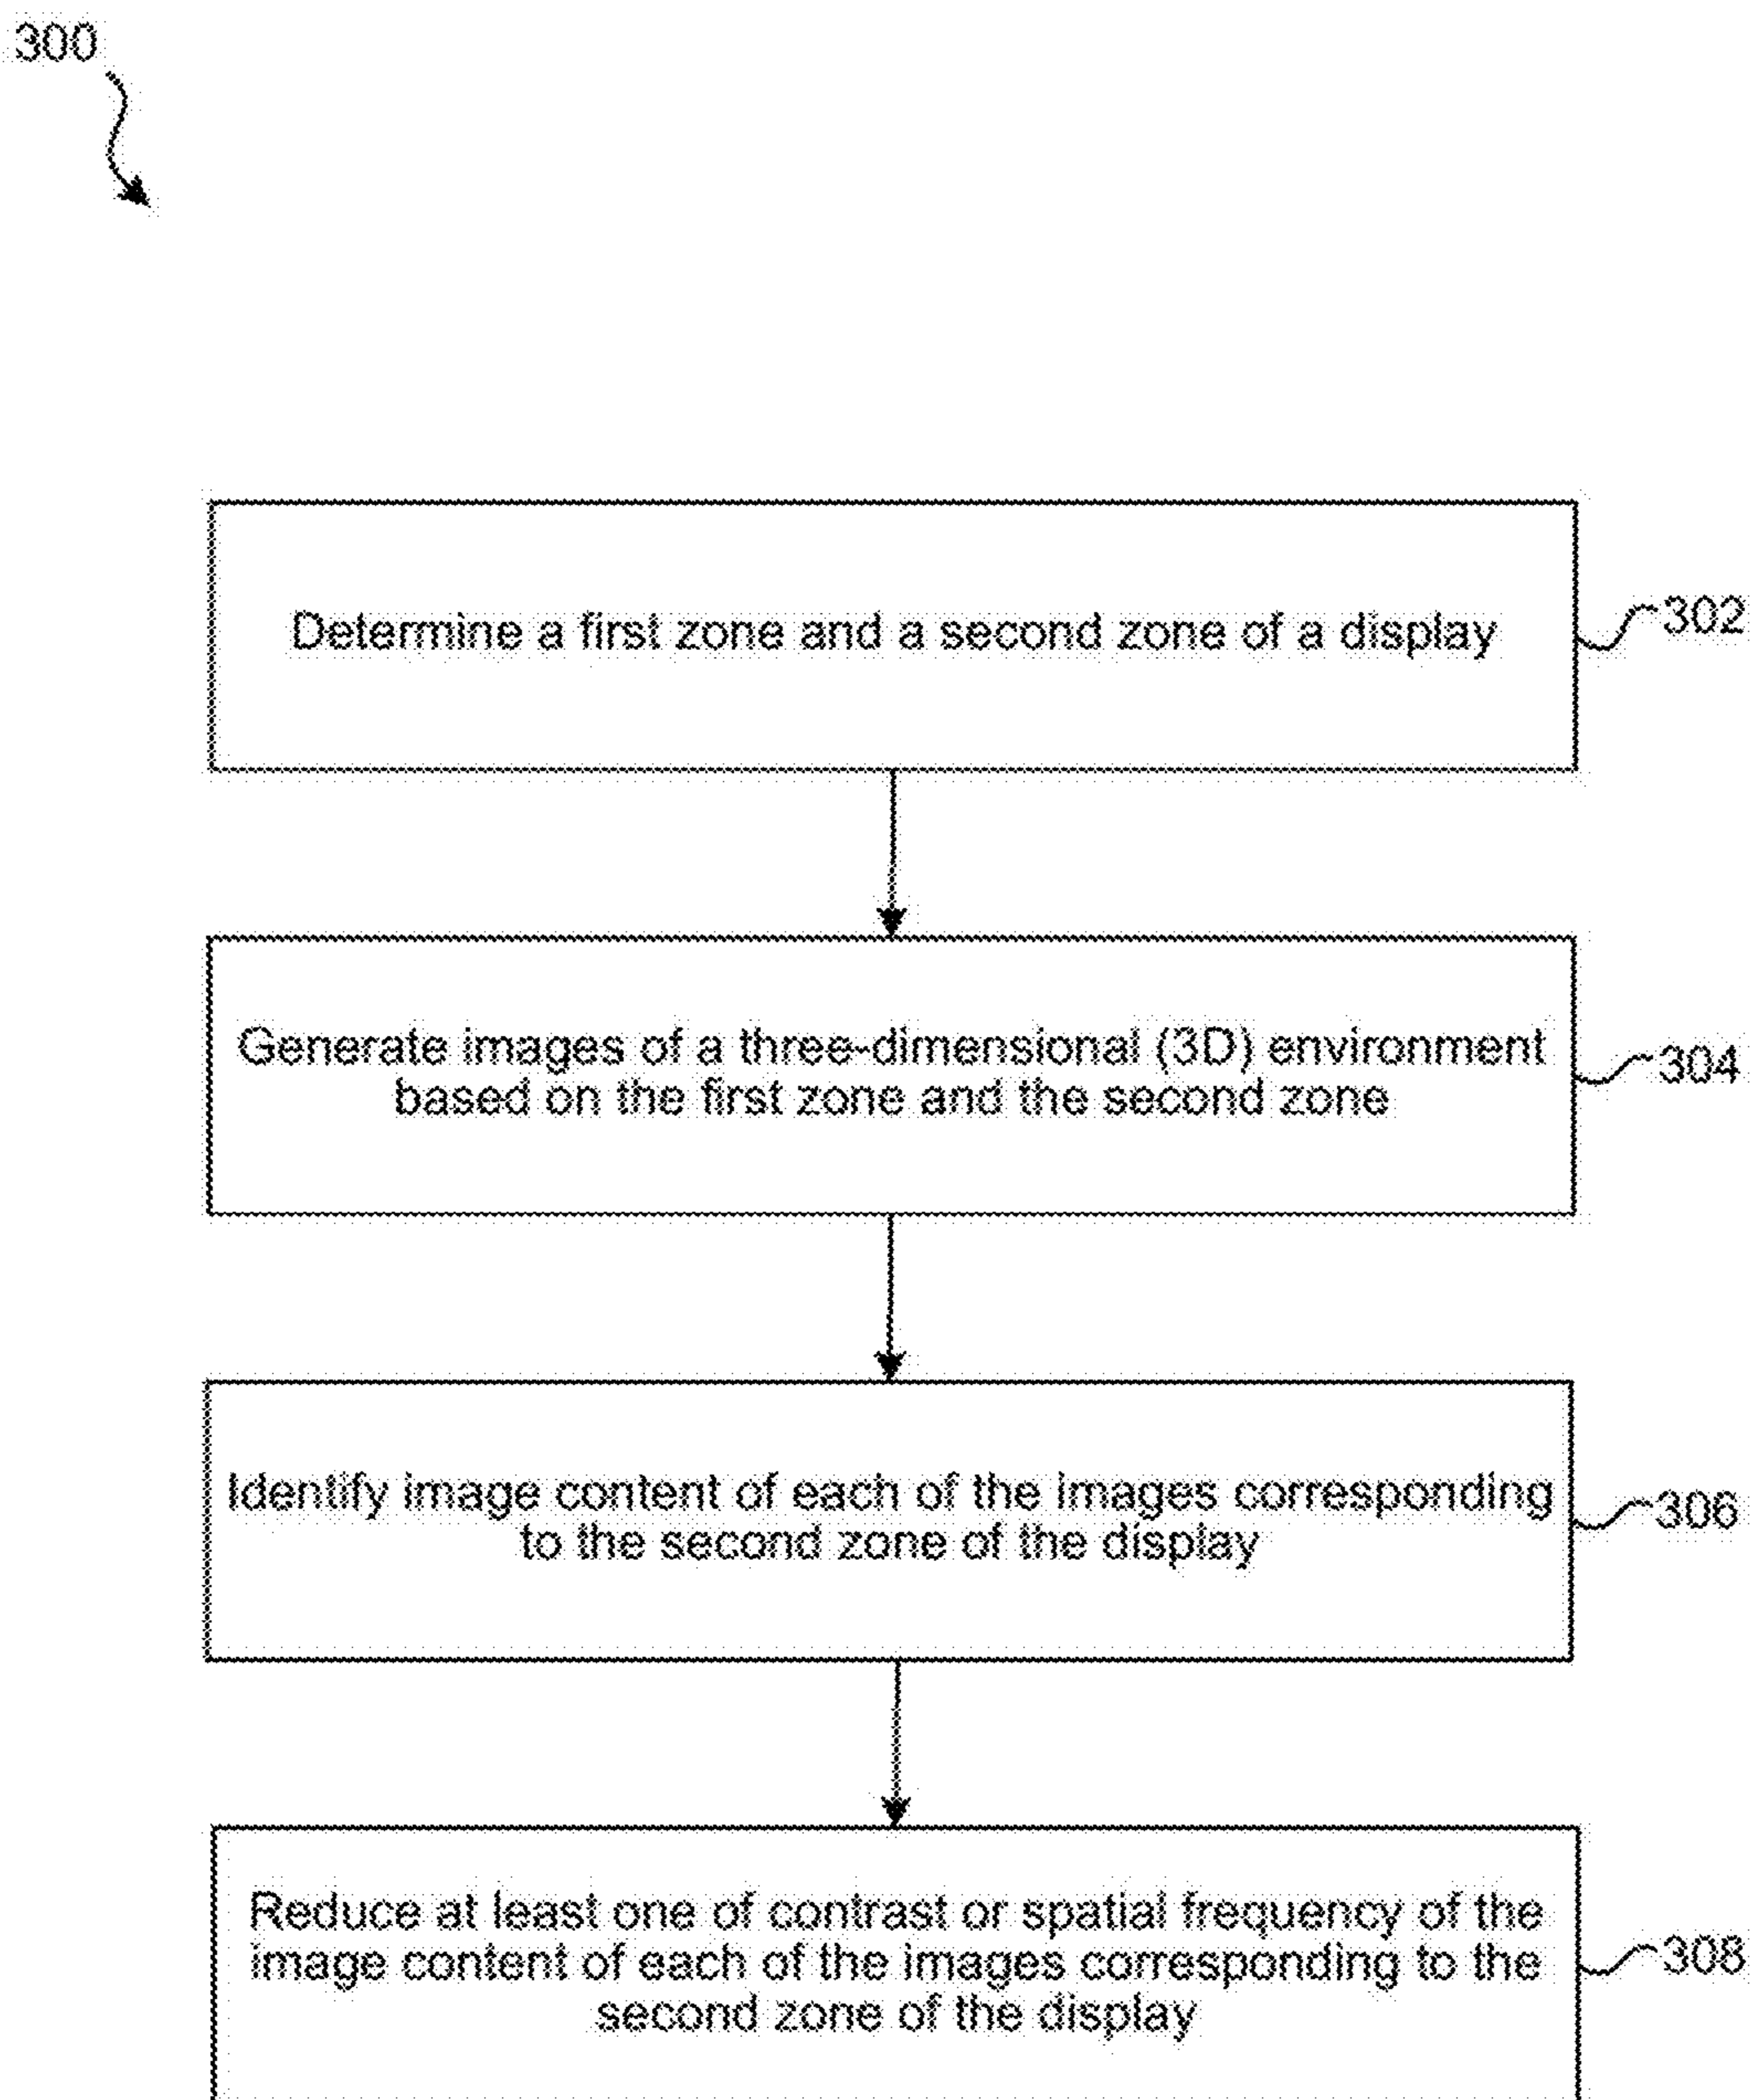 300
Determine a first zone and a second zone of a display
302
Generate images of a three-dimensional (3D) environment
based on the first zone and the second zone
304
Identify image content of each of the images corresponding
to the second zone of the display
306
Reduce at least one of contrast or spatial frequency of the
image content of each of the images corresponding to the
second zone of the display
308